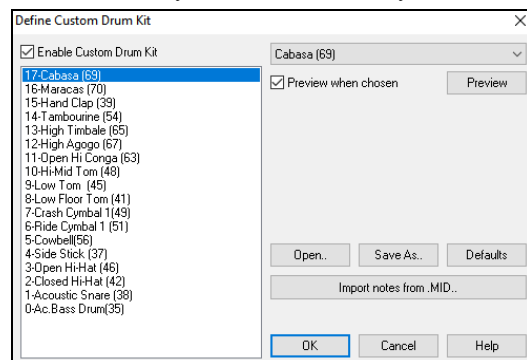 Define Custom Drum Kit
Enable Custom Drum Kit
17-Cabasa (69)
16-Maracas (70)
15-Hand Clap (39)
14-Tambourine (54)
13-High Timbale (65)
12-High Agogo (67)
11-Open Hi Conga (63)
10-Hi-Mid Tom (48)
9-Low Tom (45)
8-Low Floor Tom (41)
7-Crash Cymbal 1(49)
6-Ride Cymbal 1 (51)
5-Cowbell(56)
4-Side Stick (37)
3-Open Hi-Hat (46)
2-Closed Hi-Hat (42)
1-Acoustic Snare (38)
0-Ac.Bass Drum(35)
Cabasa (69)
Preview when chosen
Preview
Open..
Save As..
Defaults
Import notes from .MID..
OK
Cancel
Help